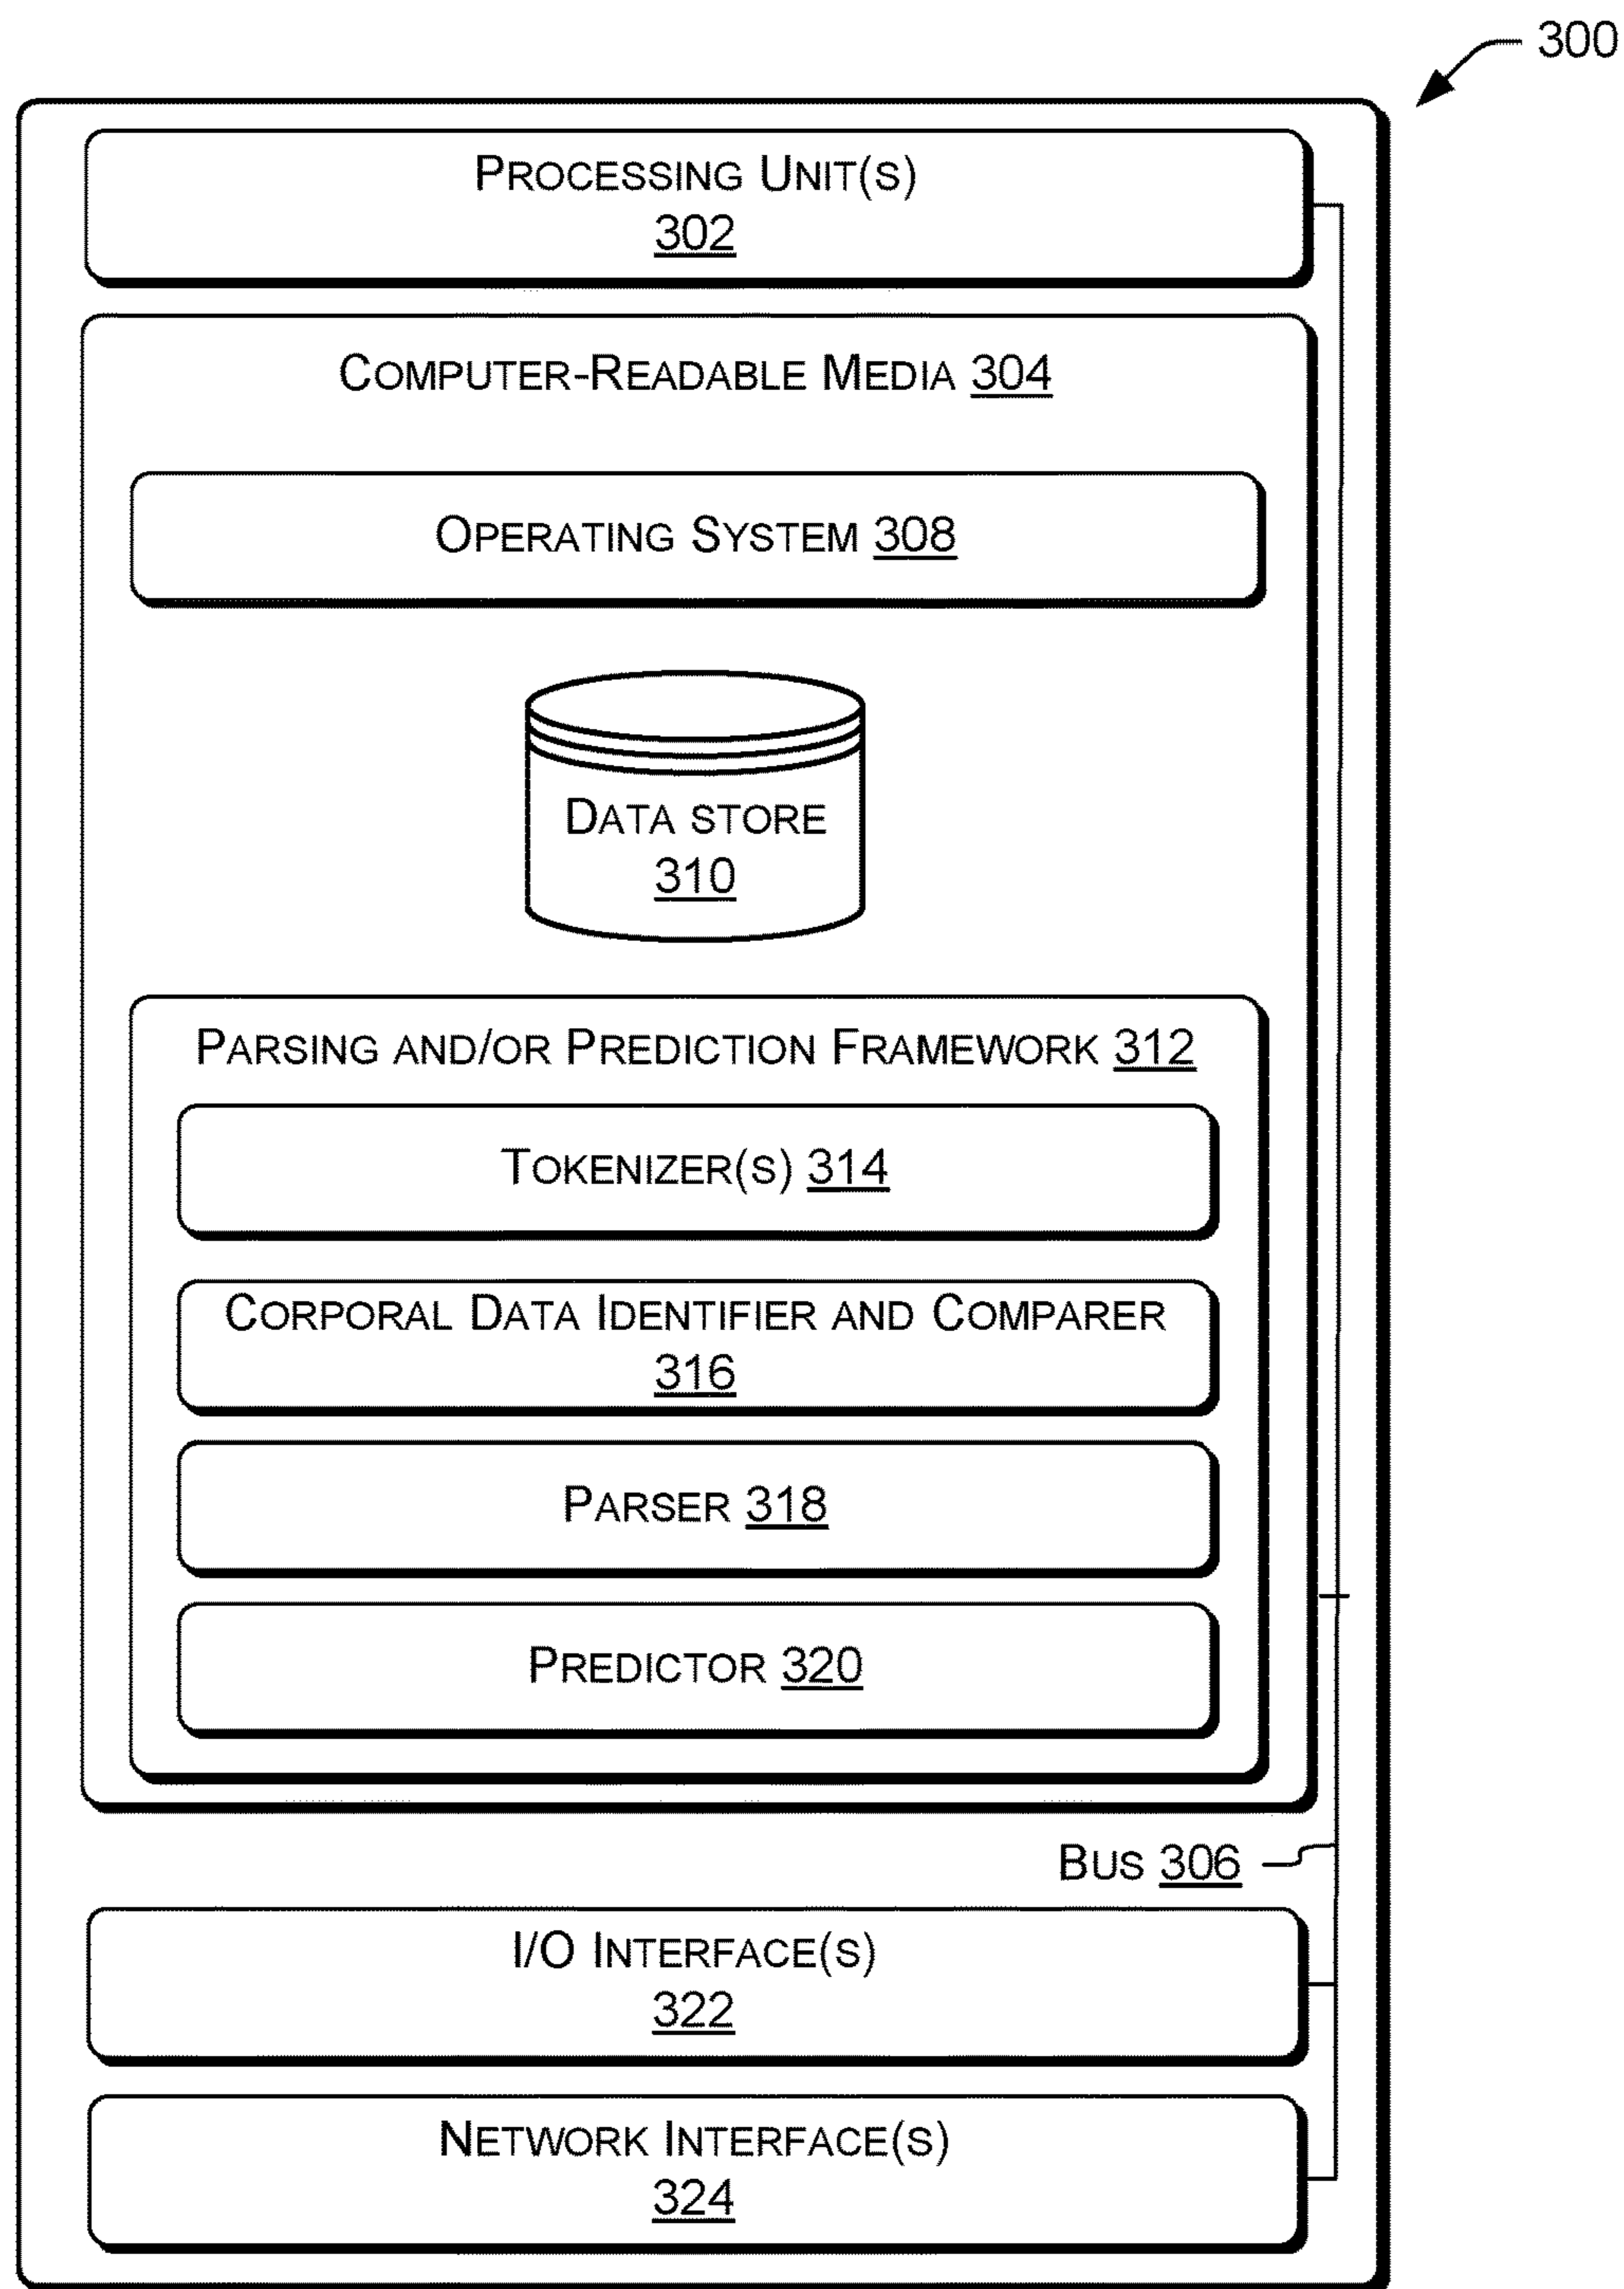 300
PROCESSING UNIT(S)
302
COMPUTER-READABLE MEDIA 304
OPERATING SYSTEM 308
DATA STORE
310
PARSING AND/OR PREDICTION FRAMEWORK 312
TOKENIZER(S) 314
CORPORAL DATA IDENTIFIER AND COMPARER
316
PARSER 318
PREDICTOR 320
BUS 306
I/O INTERFACE(S)
322
NETWORK INTERFACE(S)
324